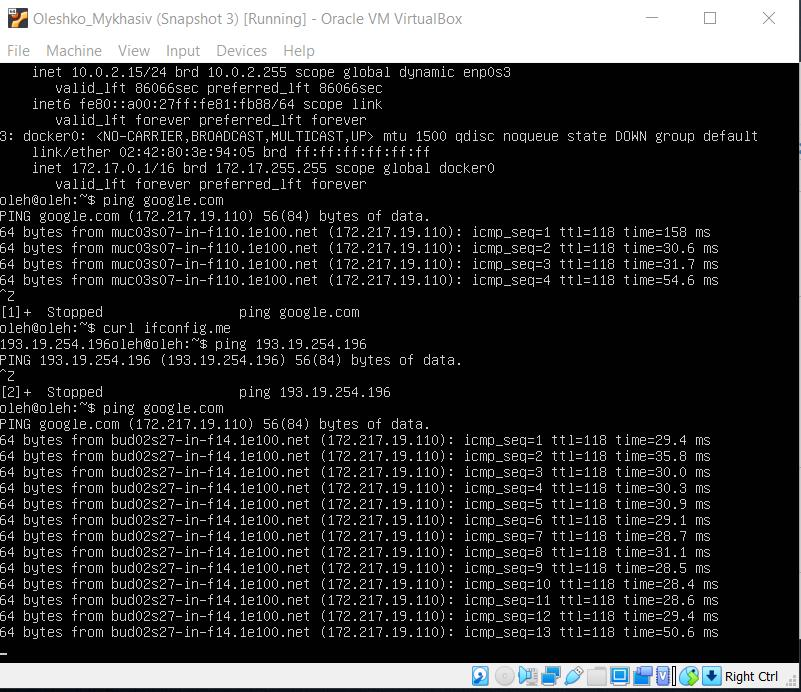 Oleshko_Mykhasiv (Snapshot 3) [Running] - Oracle VM VirtualBox
File Machine View Input Devices Help
inet 10.0.2.15/24 brd 10.0.2.255 scope global dynamic enp0s3
valid_lft 86066sec preferred_lft 86066sec
inet6 fe80::a00:27ff:fe81:fb88/64 scope link
valid_lft forever preferred_lft forever
3: docker0: <NO-CARRIER,BROADCAST,MULTICAST,UP> mtu 1500 qdisc noqueue state DOWN group default
link/ether 02:42:80:3e:94:05 brd ff:ff:ff:ff:ff:ff
inet 172.17.0.1/16 brd 172.17.255.255 scope global docker0
valid_lft forever preferred_lft forever
oleh@oleh:~$ ping google.com
PING google.com (172.217.19.110) 56(84) bytes of data.
64 bytes from muc03s07-in-f110.1e100.net (172.217.19.110): icmp_seq=1 ttl=118 time=158 ms
64 bytes from muc03s07-in-f110.1e100.net (172.217.19.110): icmp_seq=2 ttl=118 time=30.6 ms
64 bytes from muc03s07-in-f110.1e100.net (172.217.19.110): icmp_seq=3 ttl=118 time=31.7 ms
64 bytes from muc03s07-in-f110.1e100.net (172.217.19.110): icmp_seq=4 ttl=118 time=54.6 ms
^Z
[1]+  Stopped                 ping google.com
oleh@oleh:~$ curl ifconfig.me
193.19.254.196oleh@oleh:~$ ping 193.19.254.196
PING 193.19.254.196 (193.19.254.196) 56(84) bytes of data.
^Z
[2]+  Stopped                 ping 193.19.254.196
oleh@oleh:~$ ping google.com
PING google.com (172.217.19.110) 56(84) bytes of data.
64 bytes from bud02s27-in-f14.1e100.net (172.217.19.110): icmp_seq=1 ttl=118 time=29.4 ms
64 bytes from bud02s27-in-f14.1e100.net (172.217.19.110): icmp_seq=2 ttl=118 time=35.8 ms
64 bytes from bud02s27-in-f14.1e100.net (172.217.19.110): icmp_seq=3 ttl=118 time=30.0 ms
64 bytes from bud02s27-in-f14.1e100.net (172.217.19.110): icmp_seq=4 ttl=118 time=30.3 ms
64 bytes from bud02s27-in-f14.1e100.net (172.217.19.110): icmp_seq=5 ttl=118 time=30.9 ms
64 bytes from bud02s27-in-f14.1e100.net (172.217.19.110): icmp_seq=6 ttl=118 time=29.1 ms
64 bytes from bud02s27-in-f14.1e100.net (172.217.19.110): icmp_seq=7 ttl=118 time=28.7 ms
64 bytes from bud02s27-in-f14.1e100.net (172.217.19.110): icmp_seq=8 ttl=118 time=31.1 ms
64 bytes from bud02s27-in-f14.1e100.net (172.217.19.110): icmp_seq=9 ttl=118 time=28.5 ms
64 bytes from bud02s27-in-f14.1e100.net (172.217.19.110): icmp_seq=10 ttl=118 time=28.4 ms
64 bytes from bud02s27-in-f14.1e100.net (172.217.19.110): icmp_seq=11 ttl=118 time=28.6 ms
64 bytes from bud02s27-in-f14.1e100.net (172.217.19.110): icmp_seq=12 ttl=118 time=29.4 ms
64 bytes from bud02s27-in-f14.1e100.net (172.217.19.110): icmp_seq=13 ttl=118 time=50.6 ms
Right Ctrl